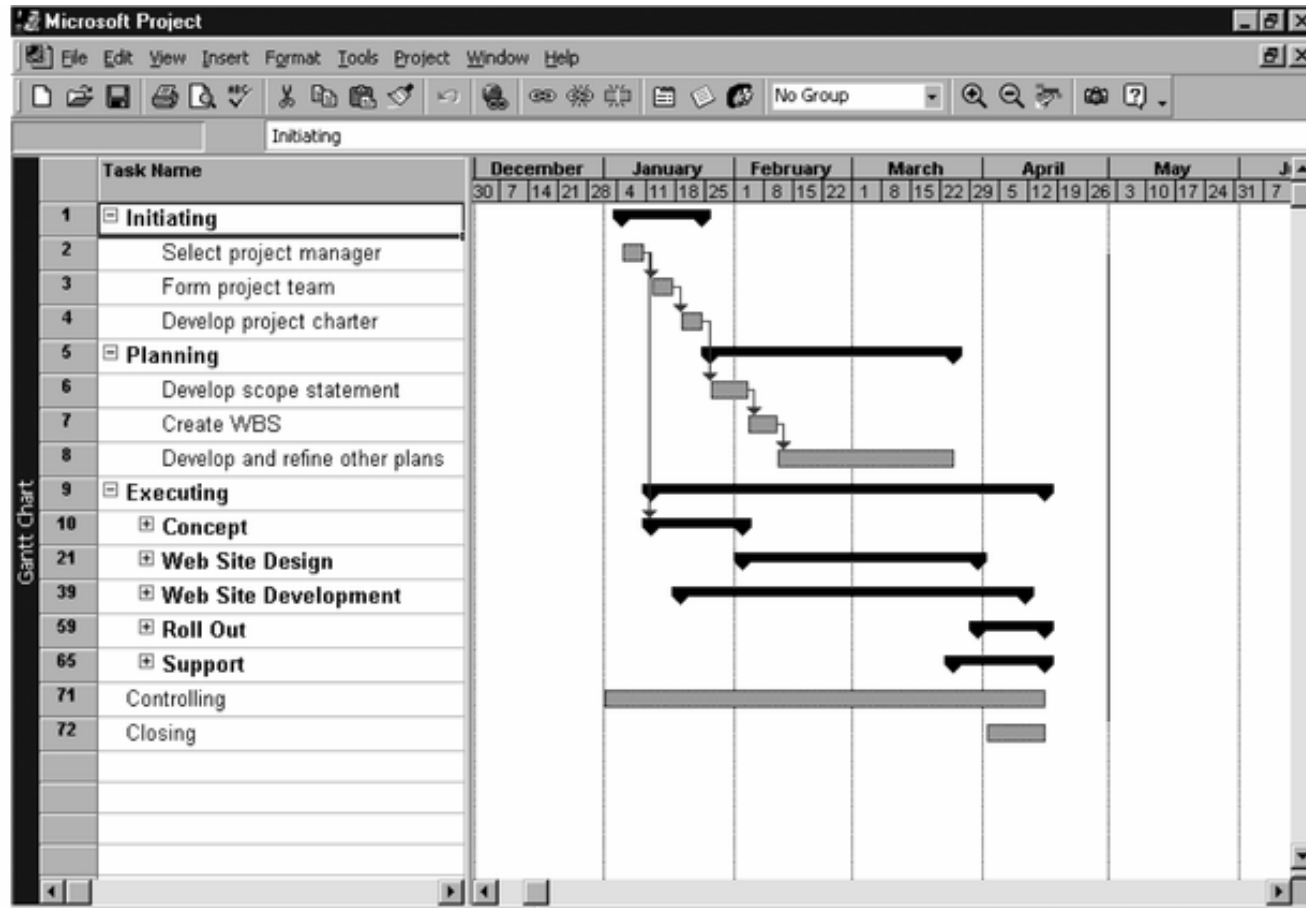 Microsoft Project
File Edit View Insert Format Tools Project Window Help
No Group
Initiating
Task Name December January February March April May J
30 7 14 21 28 4 11 18 25 1 8 15 22 1 8 15 22 29 5 12 19 26 3 10 17 24 31 7
1 Initiating
2 Select project manager
3 Form project team
4 Develop project charter
5 Planning
6 Develop scope statement
7 Create WBS
8 Develop and refine other plans
9 Executing
10 Concept
21 Web Site Design
39 Web Site Development
59 Roll Out
65 Support
71 Controlling
72 Closing
Gantt Chart